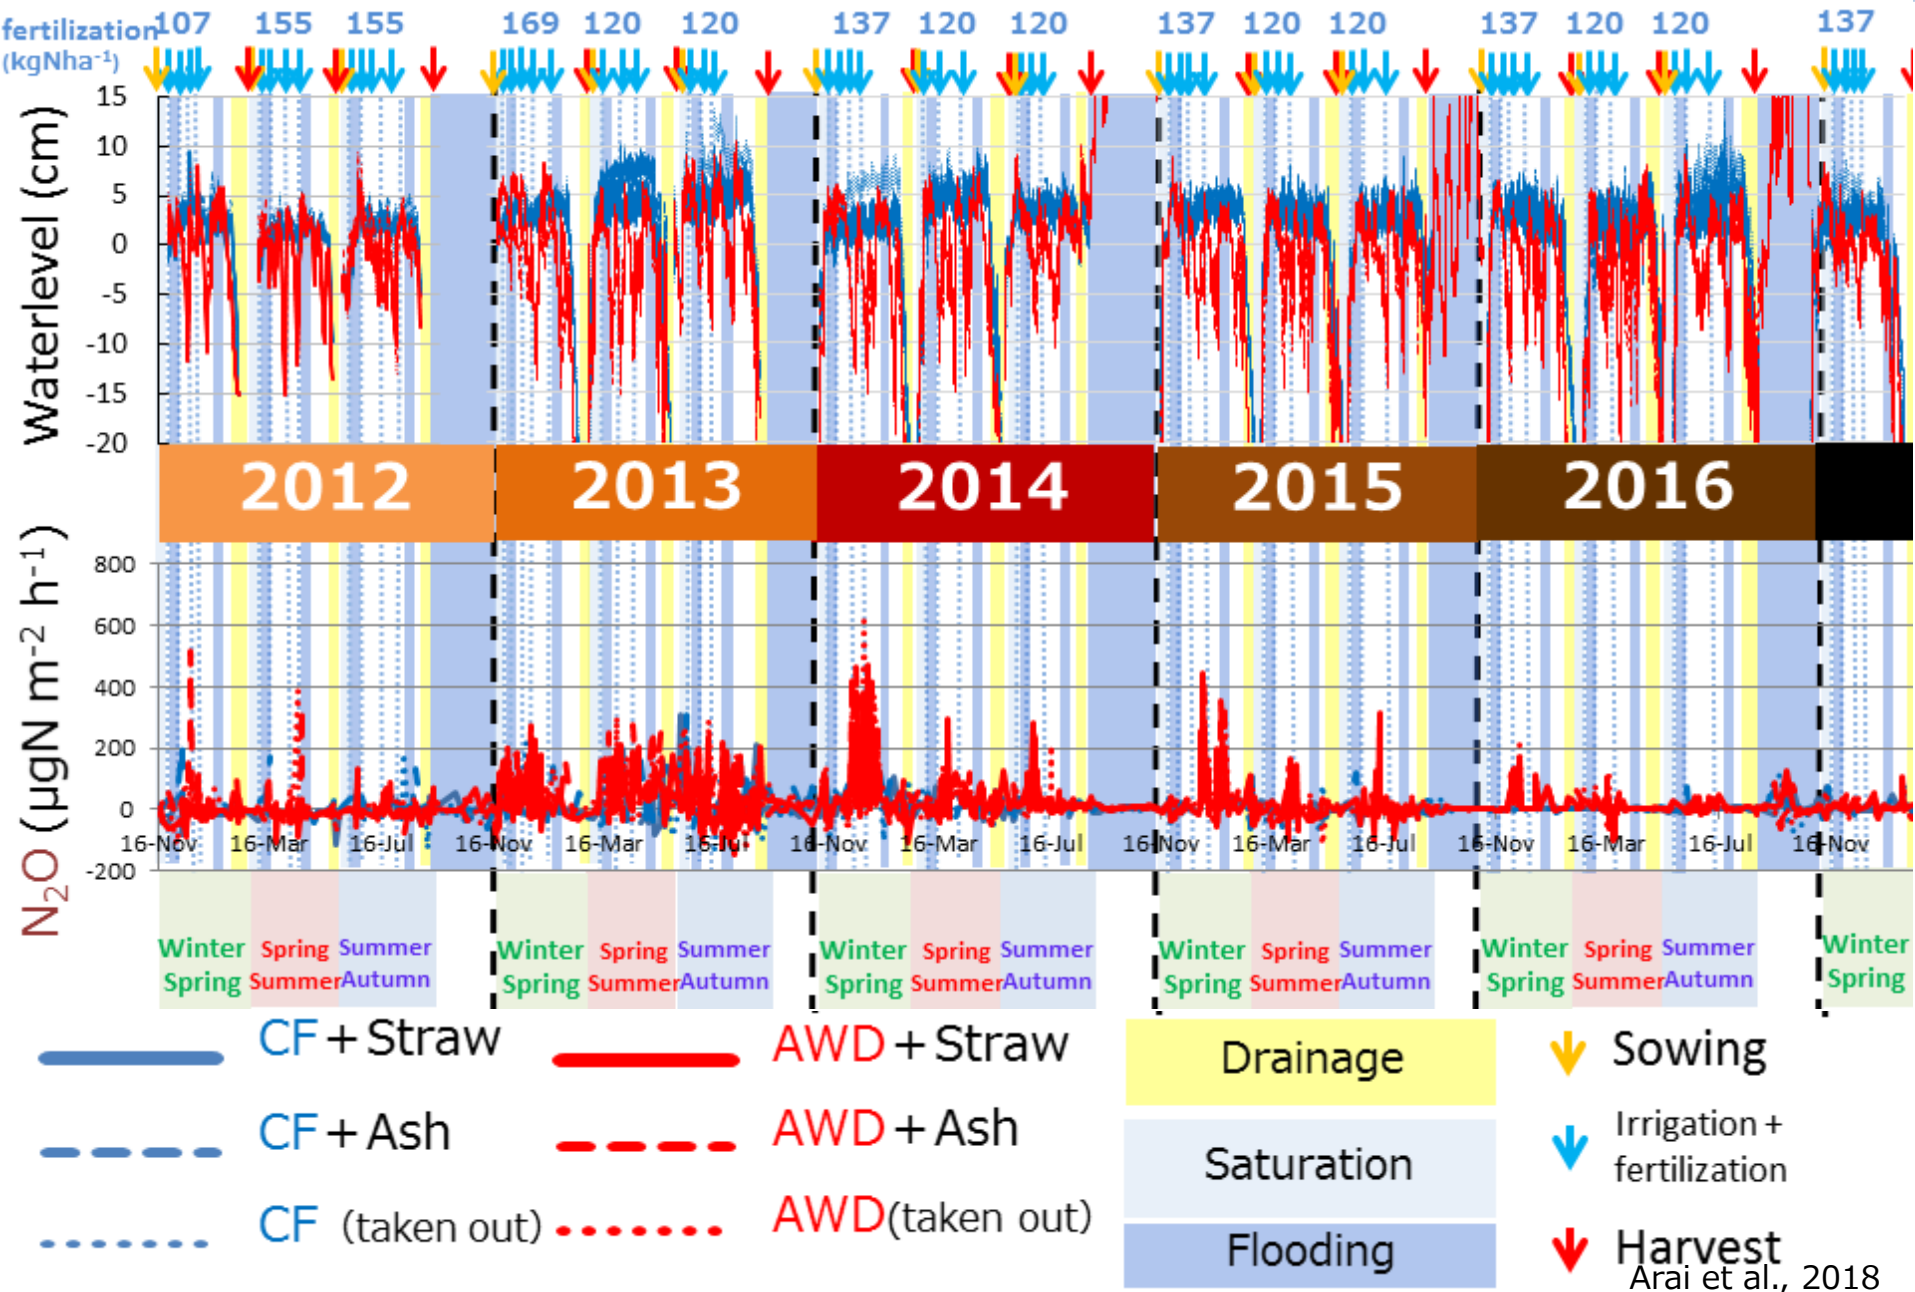 fertilization 107 155 155 169 120 120 137 120 120 137 120 120 137 120 120 137
(kgNha-1)
Waterlevel (cm)
15
10
5
0
-5
-10
-15
-20
2012 2013 2014 2015 2016
N2O (µgN m-2 h-1)
800
600
400
200
0
-200
16-Nov 16-Mar 16-Jul 16-Nov 16-Mar 16-Jul 16-Nov 16-Mar 16-Jul 16-Nov 16-Mar 16-Jul 16-Nov 16-Mar 16-Jul 16-Nov
Winter Spring Summer Winter Spring Summer Winter Spring Summer Winter Spring Summer Winter Spring Summer Winter
Spring Summer Autumn Spring Summer Autumn Spring Summer Autumn Spring Summer Autumn Spring Summer Autumn Spring
CF + Straw
CF + Ash
CF (taken out)
AWD + Straw
AWD + Ash
AWD (taken out)
Drainage
Saturation
Flooding
Sowing
Irrigation +
fertilization
Harvest
Arai et al., 2018